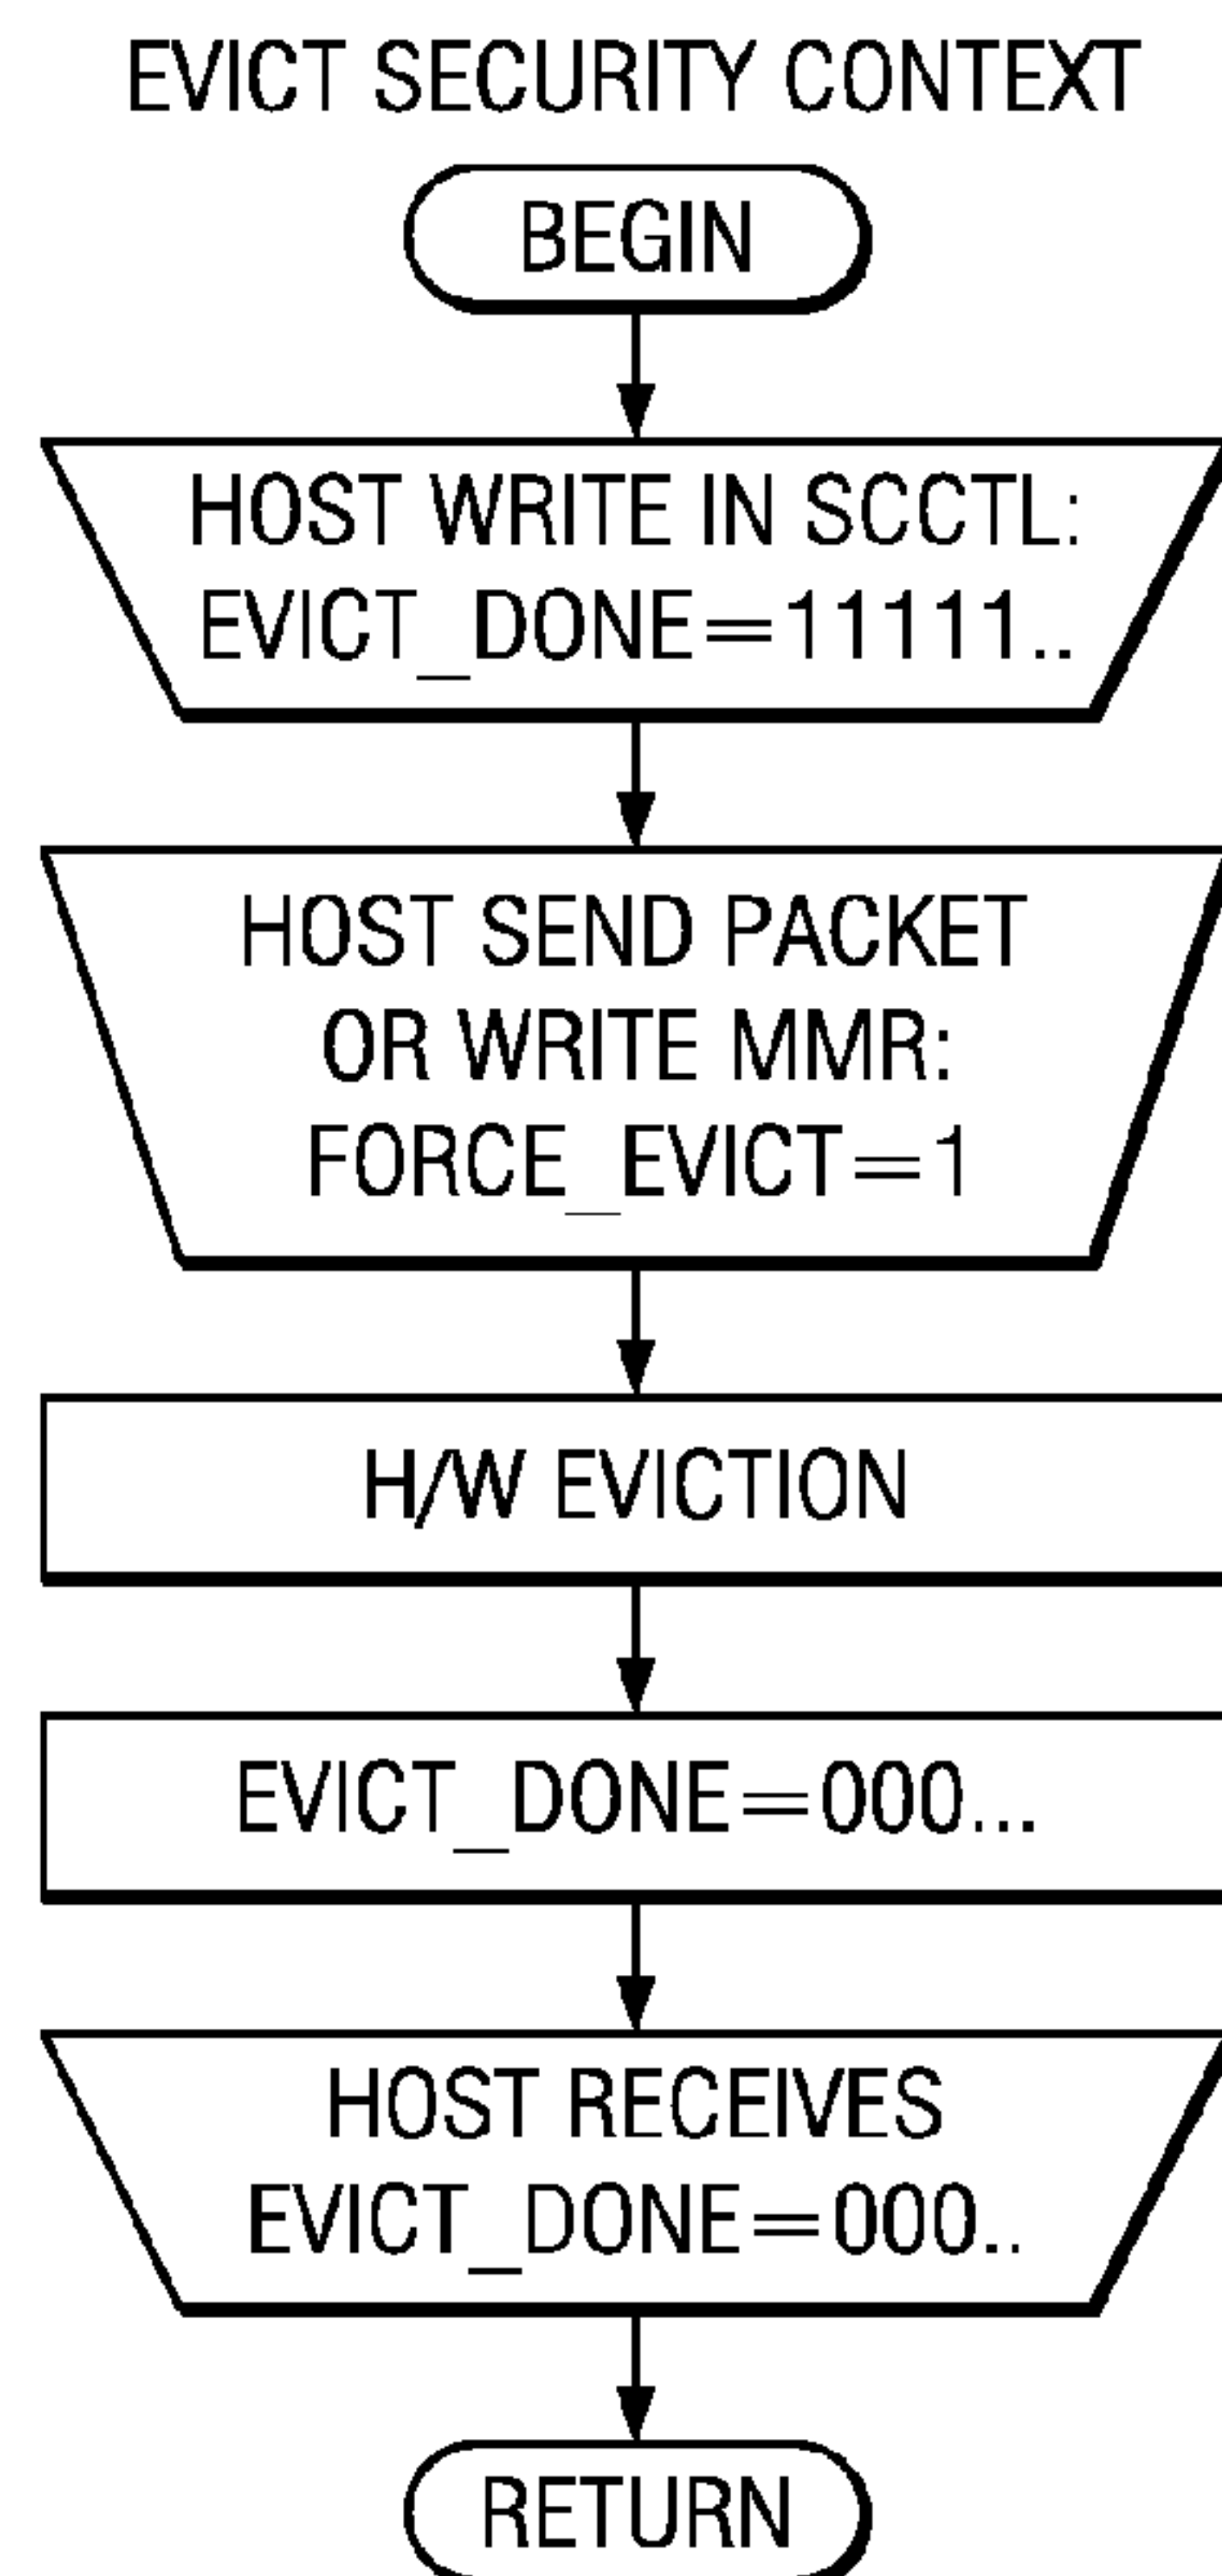 EVICT SECURITY CONTEXT
BEGIN
HOST WRITE IN SCCTL:
EVICT_DONE=11111..
HOST SEND PACKET
OR WRITE MMR:
FORCE_EVICT=1
H/W EVICTION
EVICT_DONE=000...
HOST RECEIVES
EVICT_DONE=000..
RETURN